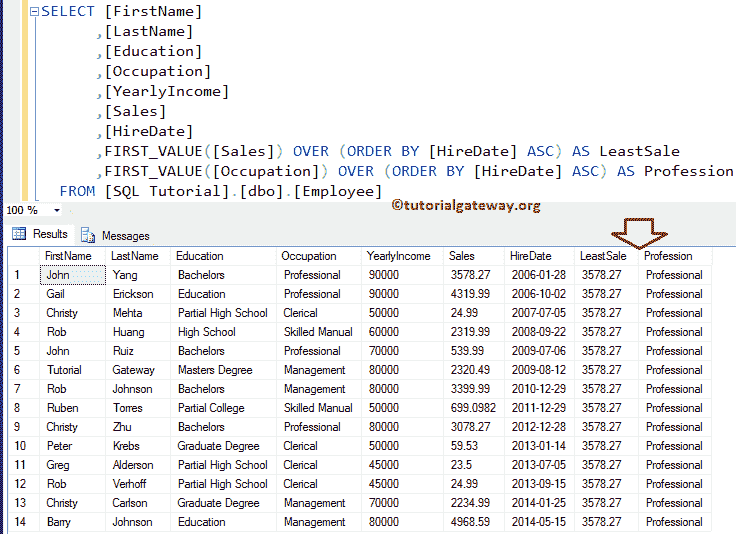 SELECT [FirstName]
,[LastName]
,[Education]
,[Occupation]
,[YearlyIncome]
,[Sales]
,[HireDate]
,FIRST_VALUE([Sales]) OVER (ORDER BY [HireDate] ASC) AS LeastSale
,FIRST_VALUE([Occupation]) OVER (ORDER BY [HireDate] ASC) AS Profession
FROM [SQL Tutorial].[dbo].[Employee]
100 %
©tutorialgateway.org
Results Messages
FirstName LastName Education Occupation YearlyIncome Sales HireDate LeastSale Profession
1 John Yang Bachelors Professional 90000 3578.27 2006-01-28 3578.27 Professional
2 Gail Erickson Education Professional 90000 4319.99 2006-10-02 3578.27 Professional
3 Christy Mehta Partial High School Clerical 50000 24.99 2007-07-05 3578.27 Professional
4 Rob Huang High School Skilled Manual 60000 2319.99 2008-09-22 3578.27 Professional
5 John Ruiz Bachelors Professional 70000 539.99 2009-07-06 3578.27 Professional
6 Tutorial Gateway Masters Degree Management 80000 2320.49 2009-08-12 3578.27 Professional
7 Rob Johnson Bachelors Management 80000 3399.99 2010-12-29 3578.27 Professional
8 Ruben Torres Partial College Skilled Manual 50000 699.0982 2011-12-29 3578.27 Professional
9 Christy Zhu Bachelors Professional 80000 3078.27 2012-12-28 3578.27 Professional
10 Peter Krebs Graduate Degree Clerical 50000 59.53 2013-01-14 3578.27 Professional
11 Greg Alderson Partial High School Clerical 45000 23.5 2013-07-05 3578.27 Professional
12 Rob Verhoff Partial High School Clerical 45000 24.99 2013-09-15 3578.27 Professional
13 Christy Carlson Graduate Degree Management 70000 2234.99 2014-01-25 3578.27 Professional
14 Barry Johnson Education Management 80000 4968.59 2014-05-15 3578.27 Professional